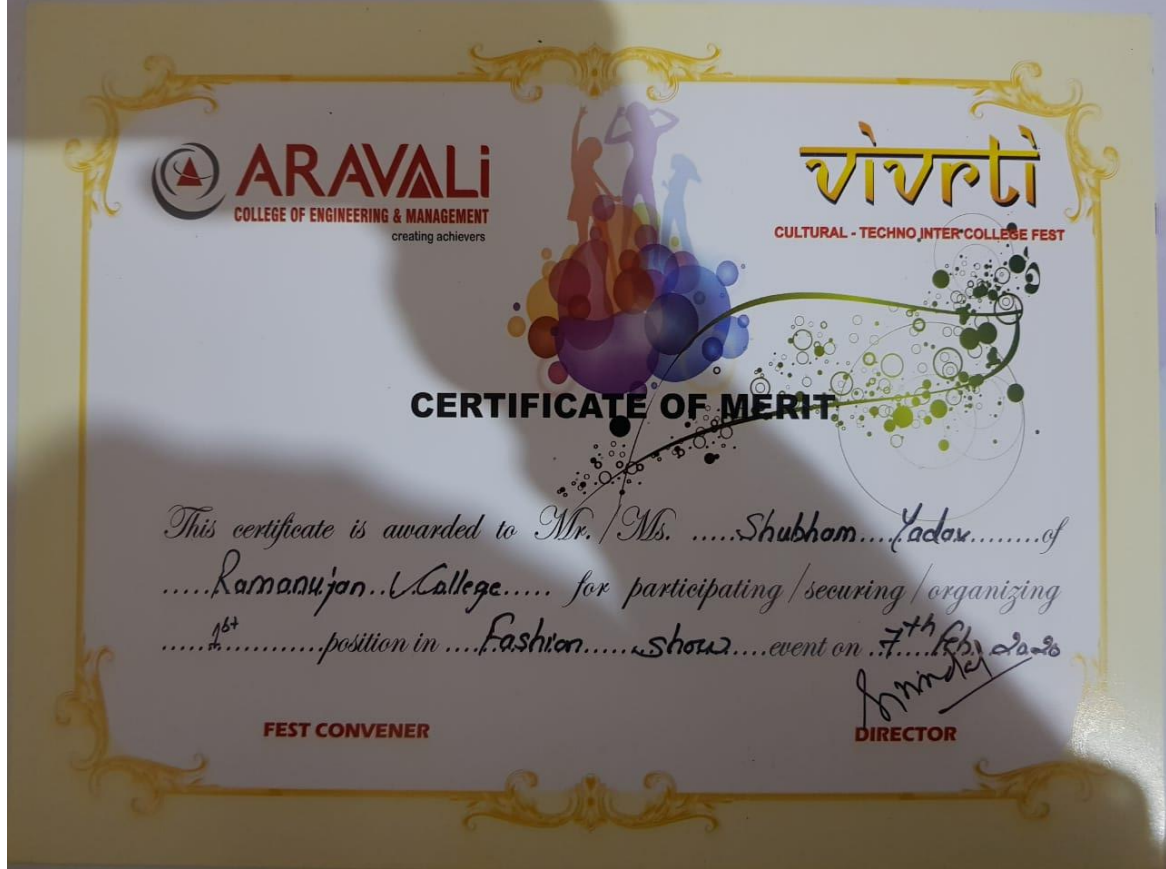 ARAVALi
COLLEGE OF ENGINEERING & MANAGEMENT
creating achievers
vivrti
CULTURAL - TECHNO INTER COLLEGE FEST
CERTIFICATE OF MERIT
This certificate is awarded to Mr. / Ms. .....Shubham....Yadav........of
.....Ramanujan..College..... for participating / securing / organizing
.....1st............position in ....Fashion......show....event on ..7th Feb. 2020
FEST CONVENER
DIRECTOR